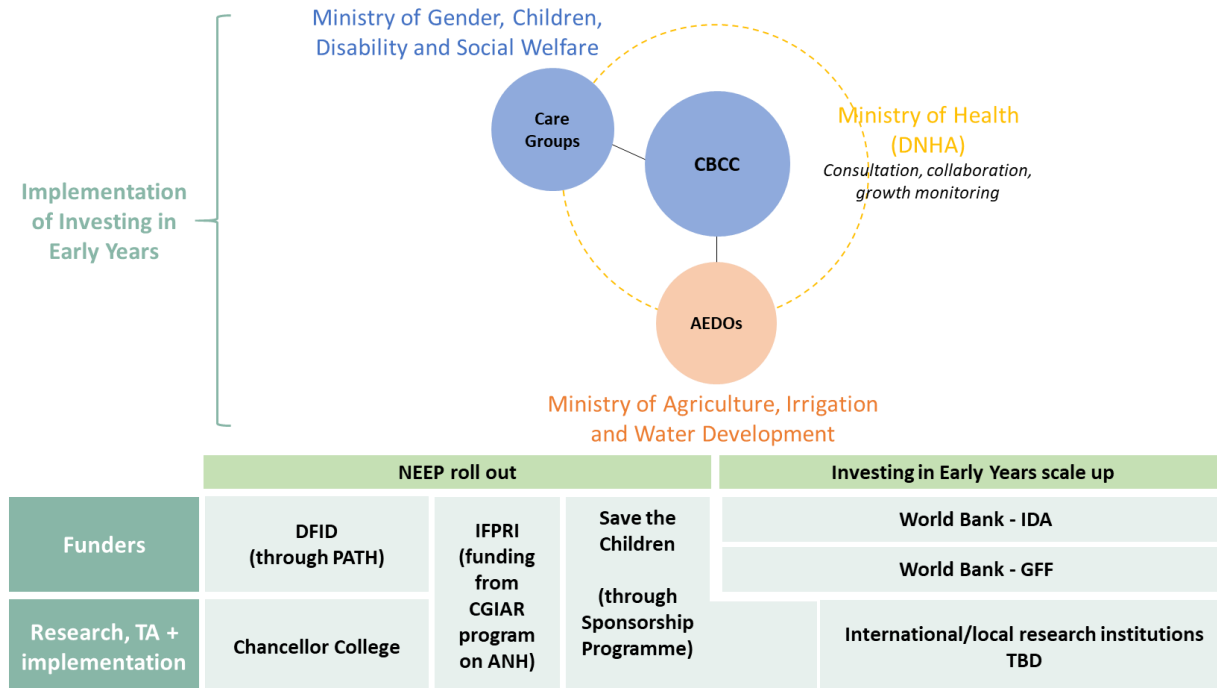 Ministry of Gender, Children,
Disability and Social Welfare
Care
Groups
CBCC
Ministry of Health
(DNHA)
Consultation, collaboration,
growth monitoring
Implementation
of Investing in
Early Years
AEDOs
Ministry of Agriculture, Irrigation
and Water Development
NEEP roll out
Investing in Early Years scale up
Funders
DFID
(through PATH)
IFPRI
(funding
from
CGIAR
program
on ANH)
Save the
Children
(through
Sponsorship
Programme)
World Bank - IDA
World Bank - GFF
Research, TA +
implementation
Chancellor College
International/local research institutions
TBD